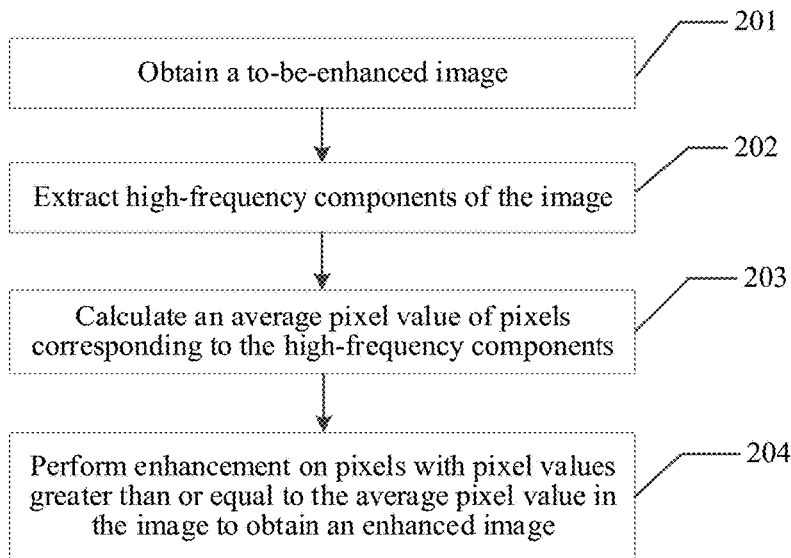 201
Obtain a to-be-enhanced image
202
Extract high-frequency components of the image
203
Calculate an average pixel value of pixels
corresponding to the high-frequency components
204
Perform enhancement on pixels with pixel values
greater than or equal to the average pixel value in
the image to obtain an enhanced image